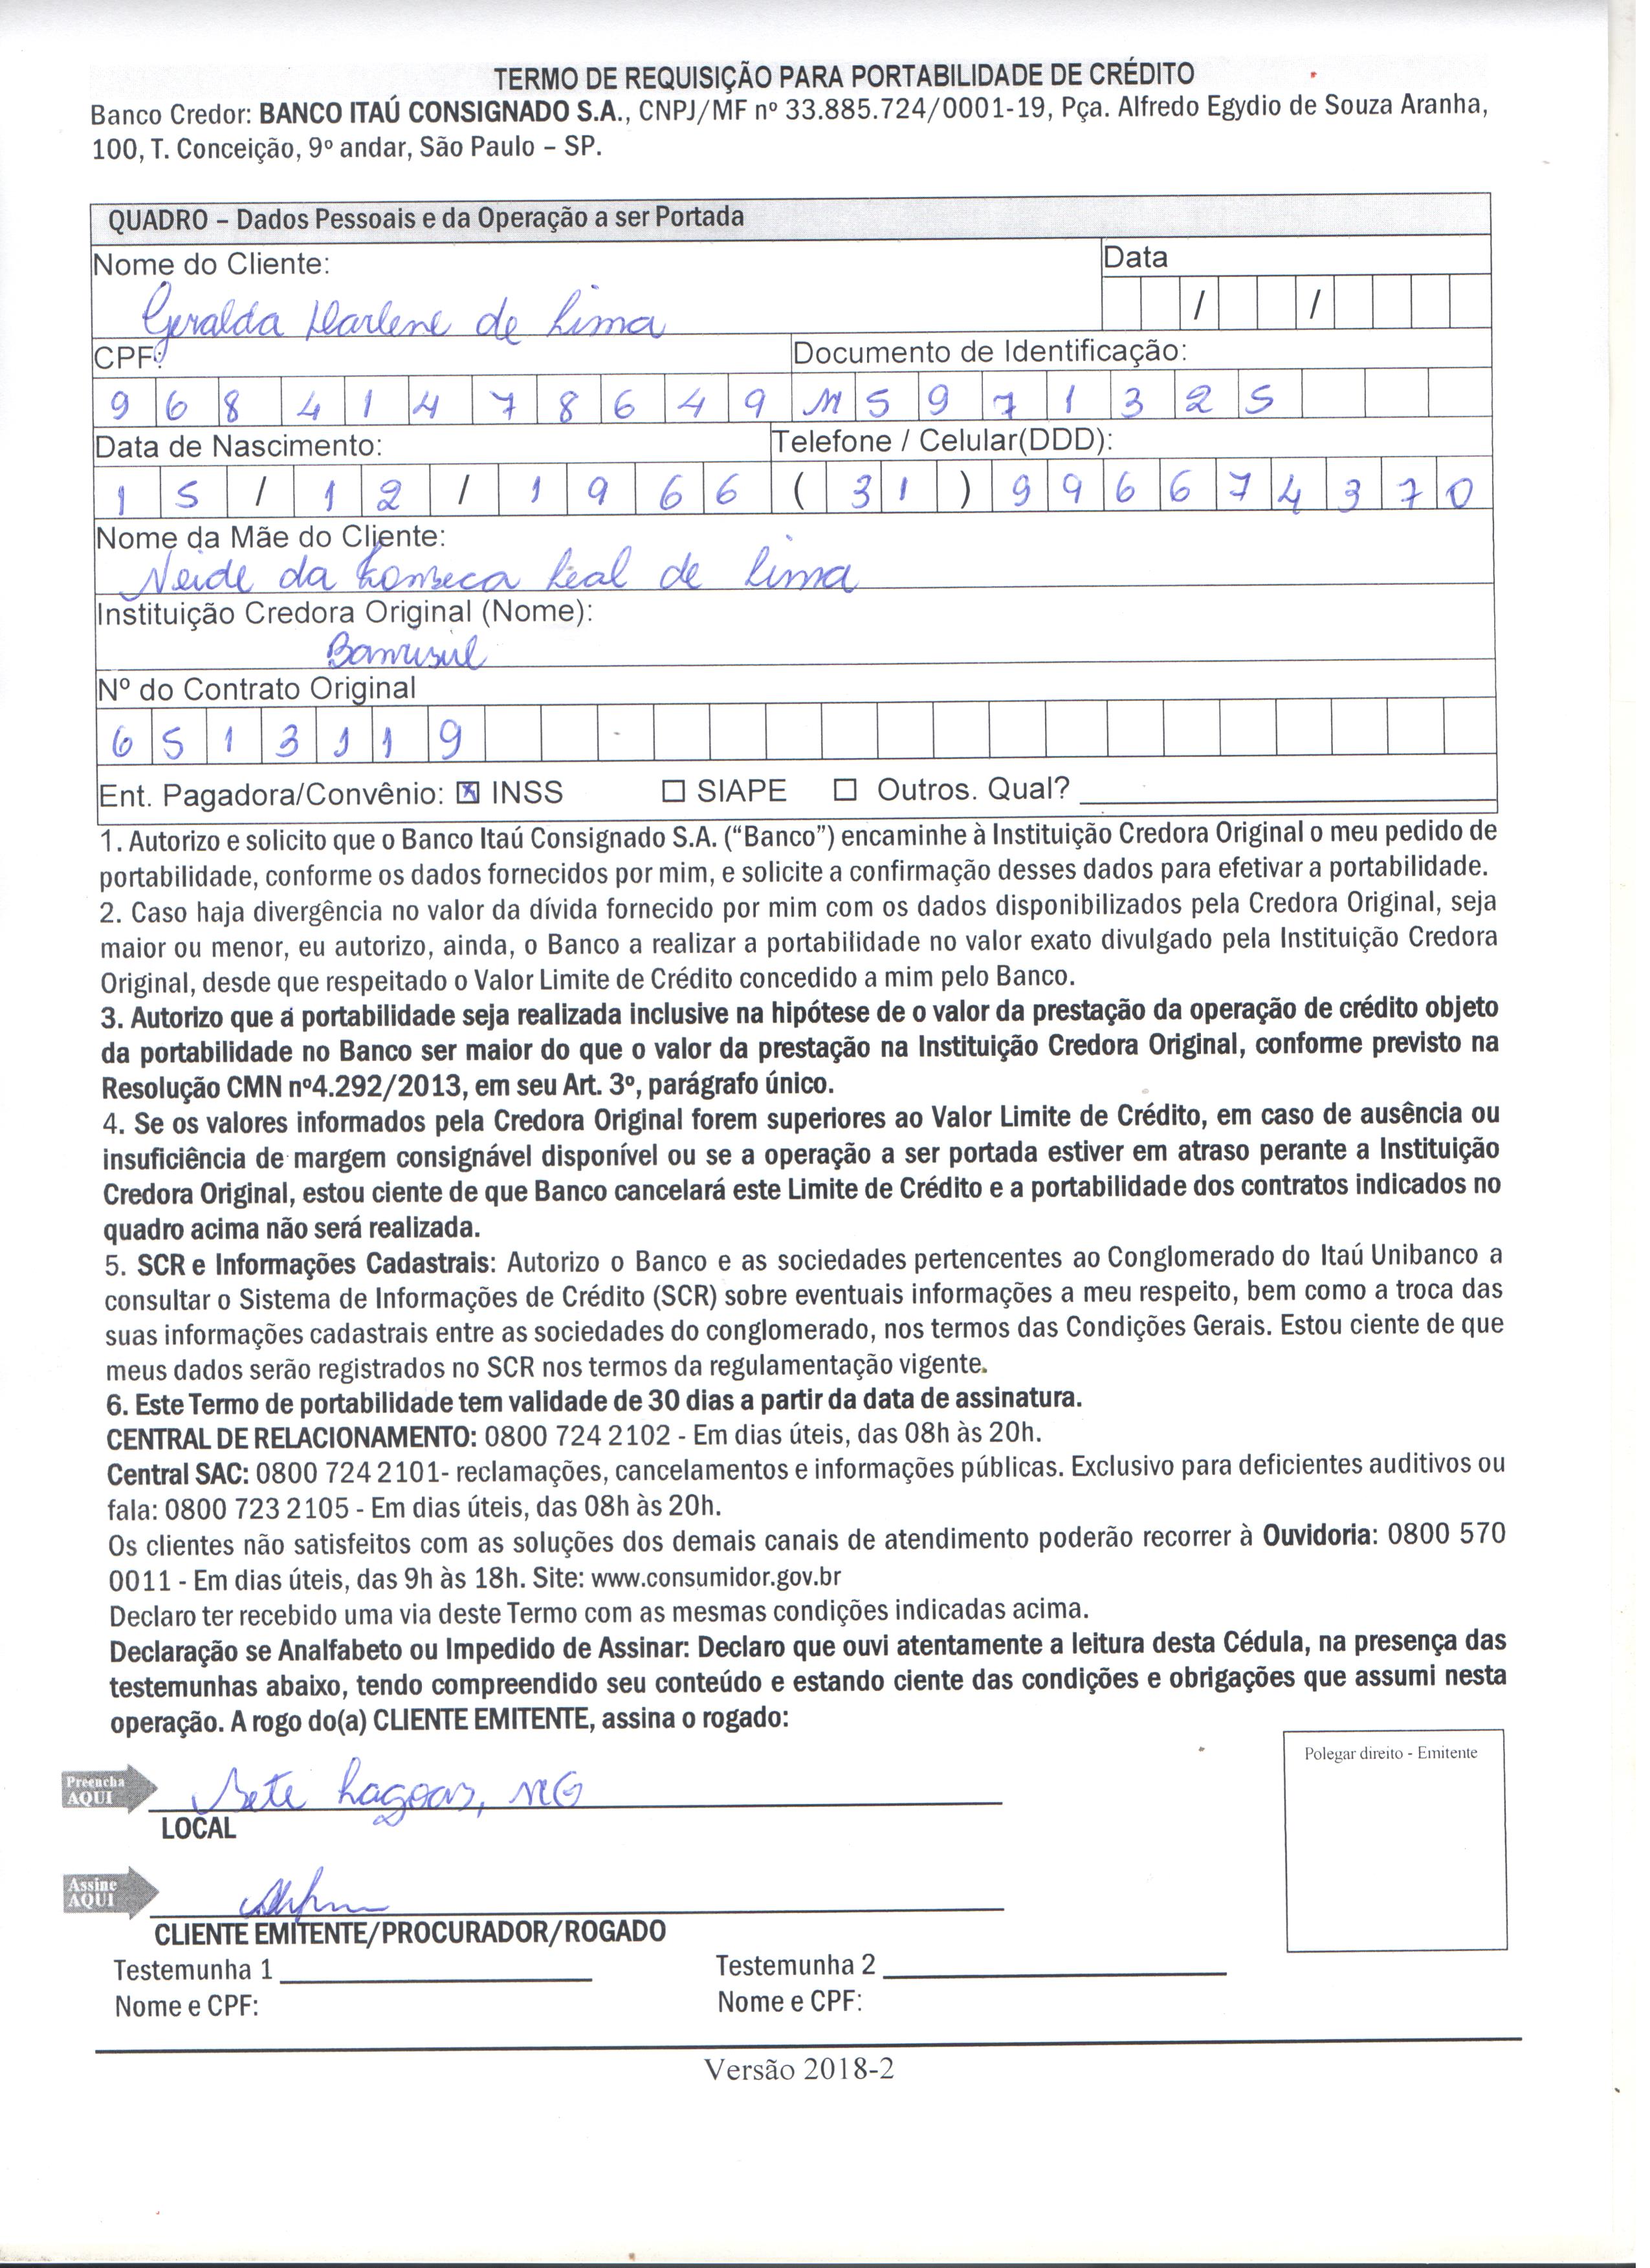 TERMO DE REQUISIÇÃO PARA PORTABILIDADE DE CRÉDITO
Banco Credor: BANCO ITAÚ CONSIGNADO S.A., CNPJ/MF nº 33.885.724/0001-19, Pça. Alfredo Egydio de Souza Aranha,
100, T. Conceição, 9º andar, São Paulo – SP.
QUADRO – Dados Pessoais e da Operação a ser Portada
Nome do Cliente: Data
Geralda Marlene de Lima / /
CPF: Documento de Identificação:
9 6 8 4 1 4 7 8 6 4 9 M 5 9 7 1 3 2 5
Data de Nascimento: Telefone / Celular(DDD):
1 5 / 1 2 / 1 9 6 6 ( 3 1 ) 9 9 6 6 7 4 3 7 0
Nome da Mãe do Cliente:
Neide da Fonseca Leal de Lima
Instituição Credora Original (Nome):
Banrisul
Nº do Contrato Original
6 5 1 3 1 1 9
Ent. Pagadora/Convênio: ☒ INSS ☐ SIAPE ☐ Outros. Qual?
1. Autorizo e solicito que o Banco Itaú Consignado S.A. (“Banco”) encaminhe à Instituição Credora Original o meu pedido de
portabilidade, conforme os dados fornecidos por mim, e solicite a confirmação desses dados para efetivar a portabilidade.
2. Caso haja divergência no valor da dívida fornecido por mim com os dados disponibilizados pela Credora Original, seja
maior ou menor, eu autorizo, ainda, o Banco a realizar a portabilidade no valor exato divulgado pela Instituição Credora
Original, desde que respeitado o Valor Limite de Crédito concedido a mim pelo Banco.
3. Autorizo que a portabilidade seja realizada inclusive na hipótese de o valor da prestação da operação de crédito objeto
da portabilidade no Banco ser maior do que o valor da prestação na Instituição Credora Original, conforme previsto na
Resolução CMN nº4.292/2013, em seu Art. 3º, parágrafo único.
4. Se os valores informados pela Credora Original forem superiores ao Valor Limite de Crédito, em caso de ausência ou
insuficiência de margem consignável disponível ou se a operação a ser portada estiver em atraso perante a Instituição
Credora Original, estou ciente de que Banco cancelará este Limite de Crédito e a portabilidade dos contratos indicados no
quadro acima não será realizada.
5. SCR e Informações Cadastrais: Autorizo o Banco e as sociedades pertencentes ao Conglomerado do Itaú Unibanco a
consultar o Sistema de Informações de Crédito (SCR) sobre eventuais informações a meu respeito, bem como a troca das
suas informações cadastrais entre as sociedades do conglomerado, nos termos das Condições Gerais. Estou ciente de que
meus dados serão registrados no SCR nos termos da regulamentação vigente.
6. Este Termo de portabilidade tem validade de 30 dias a partir da data de assinatura.
CENTRAL DE RELACIONAMENTO: 0800 724 2102 - Em dias úteis, das 08h às 20h.
Central SAC: 0800 724 2101- reclamações, cancelamentos e informações públicas. Exclusivo para deficientes auditivos ou
fala: 0800 723 2105 - Em dias úteis, das 08h às 20h.
Os clientes não satisfeitos com as soluções dos demais canais de atendimento poderão recorrer à Ouvidoria: 0800 570
0011 - Em dias úteis, das 9h às 18h. Site: www.consumidor.gov.br
Declaro ter recebido uma via deste Termo com as mesmas condições indicadas acima.
Declaração se Analfabeto ou Impedido de Assinar: Declaro que ouvi atentamente a leitura desta Cédula, na presença das
testemunhas abaixo, tendo compreendido seu conteúdo e estando ciente das condições e obrigações que assumi nesta
operação. A rogo do(a) CLIENTE EMITENTE, assina o rogado:
Polegar direito - Emitente
Preencha
AQUI
Sete Lagoas, MG
LOCAL
Assine
AQUI
CLIENTE EMITENTE/PROCURADOR/ROGADO
Testemunha 1 Testemunha 2
Nome e CPF: Nome e CPF:
Versão 2018-2